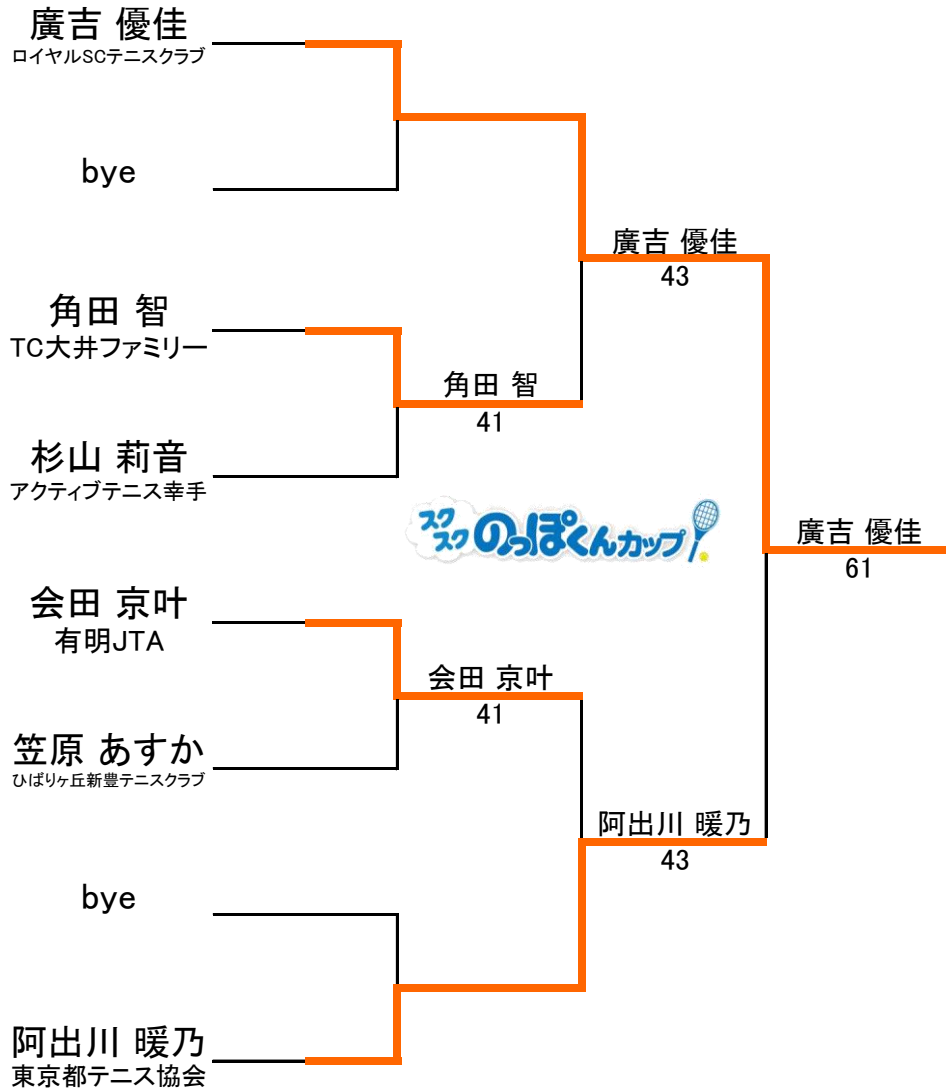 廣吉 優佳
ロイヤルSCテニスクラブ
bye
廣吉 優佳
43
角田 智
TC大井ファミリー
角田 智
41
杉山 莉音
アクティブテニス幸手
スクスクのっぽくんカップ
廣吉 優佳
61
会田 京叶
有明JTA
会田 京叶
41
笠原 あすか
ひばりヶ丘新豊テニスクラブ
阿出川 暖乃
43
bye
阿出川 暖乃
東京都テニス協会